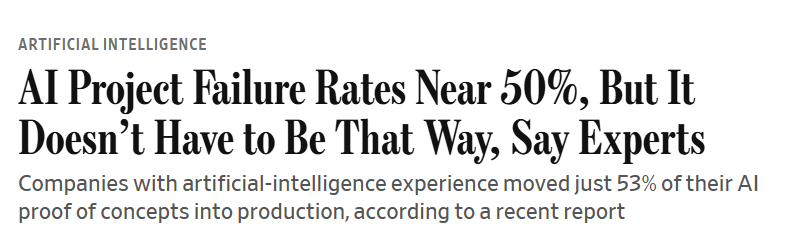 ARTIFICIAL INTELLIGENCE
AI Project Failure Rates Near 50%, But It
Doesn’t Have to Be That Way, Say Experts
Companies with artificial-intelligence experience moved just 53% of their AI
proof of concepts into production, according to a recent report